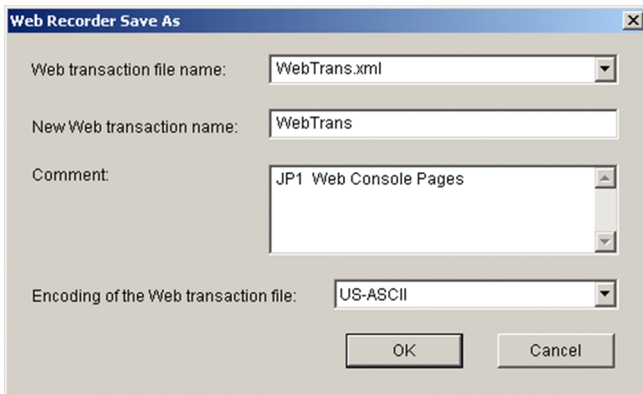 Web Recorder Save As
Web transaction file name: WebTrans.xml
New Web transaction name: WebTrans
Comment: JP1 Web Console Pages
Encoding of the Web transaction file: US-ASCII
OK Cancel